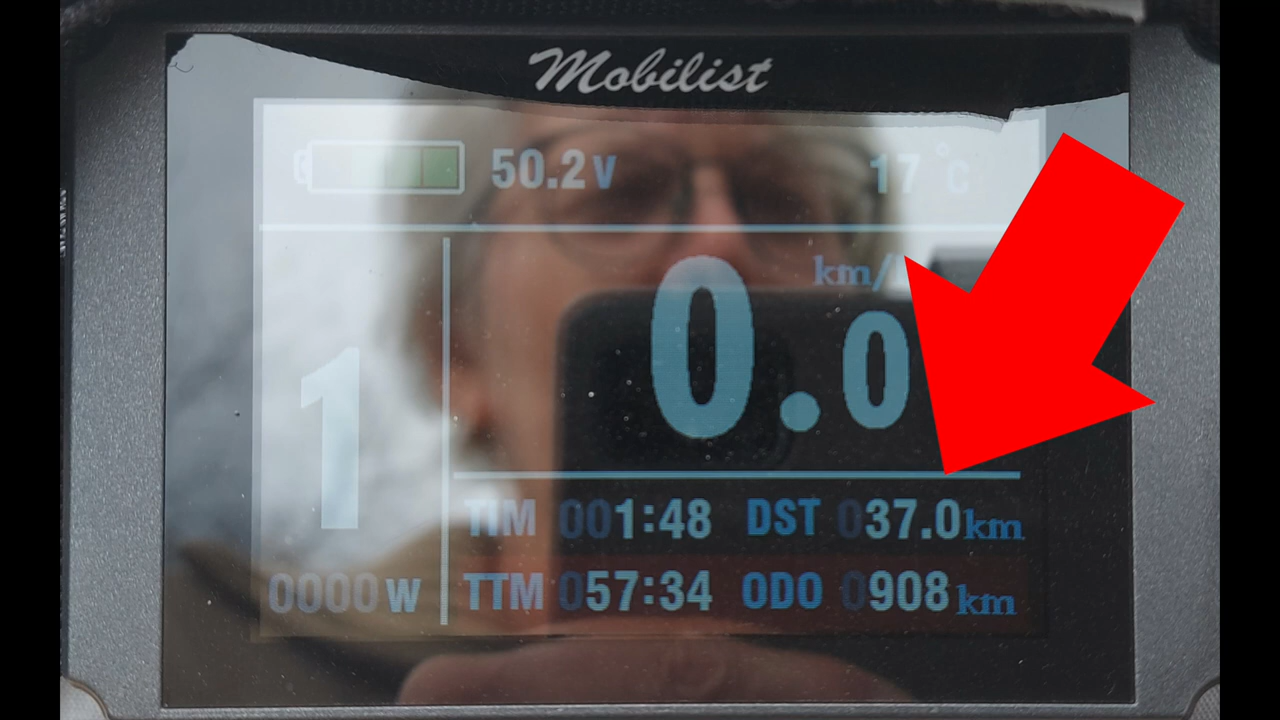 Mobilist
50.2V 17°C
km/
0.0
1
TIM 001:48 DST 037.0km
0000W TTM 057:34 ODO 0908km